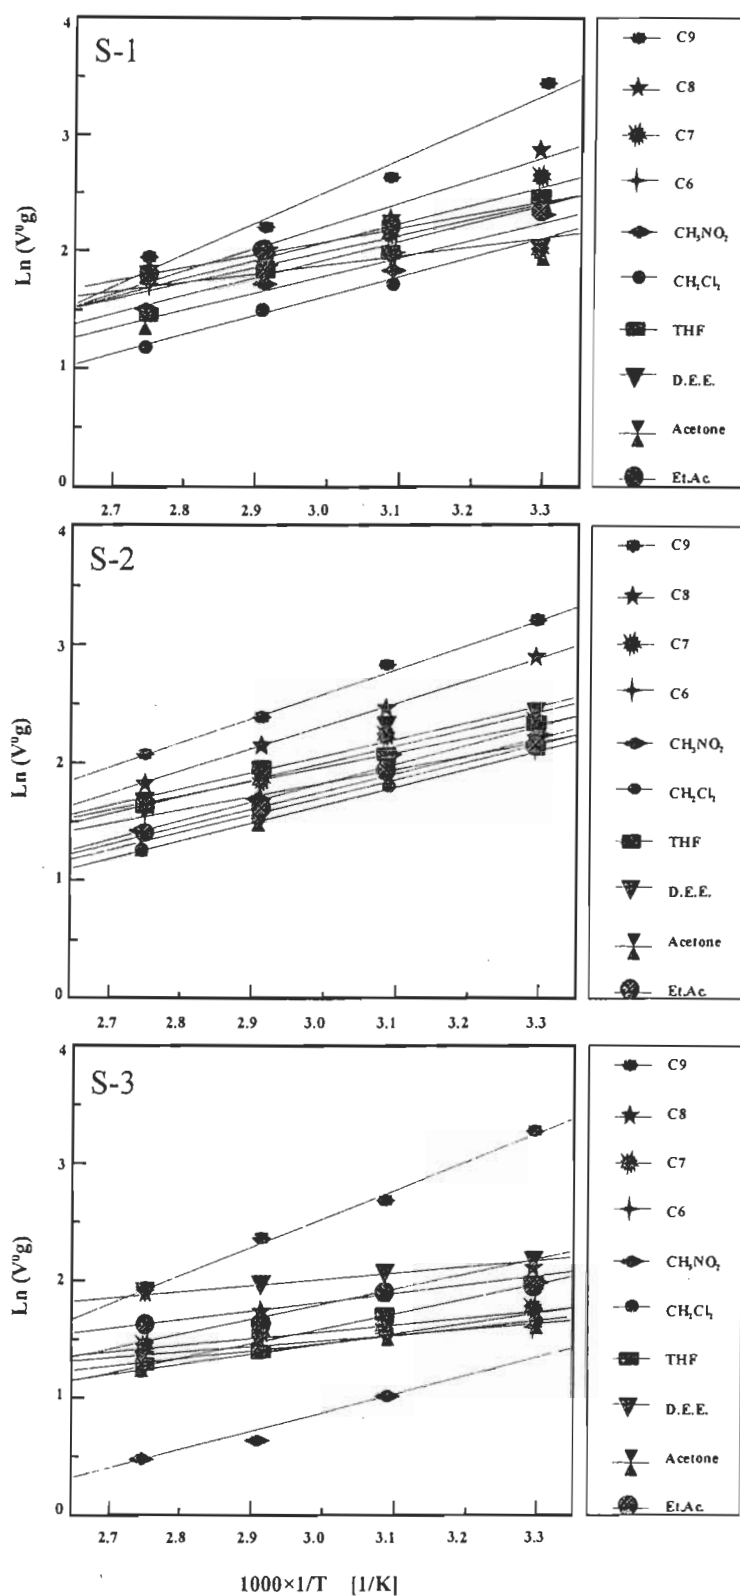 S-1
Ln (V⁰g)
4
3
2
1
0
2.7 2.8 2.9 3.0 3.1 3.2 3.3
C9
C8
C7
C6
CH₃NO₂
CH₂Cl₂
THF
D.E.E.
Acetone
Et.Ac.
S-2
Ln (V⁰g)
4
3
2
1
0
2.7 2.8 2.9 3.0 3.1 3.2 3.3
C9
C8
C7
C6
CH₃NO₂
CH₂Cl₂
THF
D.E.E.
Acetone
Et.Ac.
S-3
Ln (V⁰g)
4
3
2
1
0
2.7 2.8 2.9 3.0 3.1 3.2 3.3
C9
C8
C7
C6
CH₃NO₂
CH₂Cl₂
THF
D.E.E.
Acetone
Et.Ac.
1000×1/T [1/K]